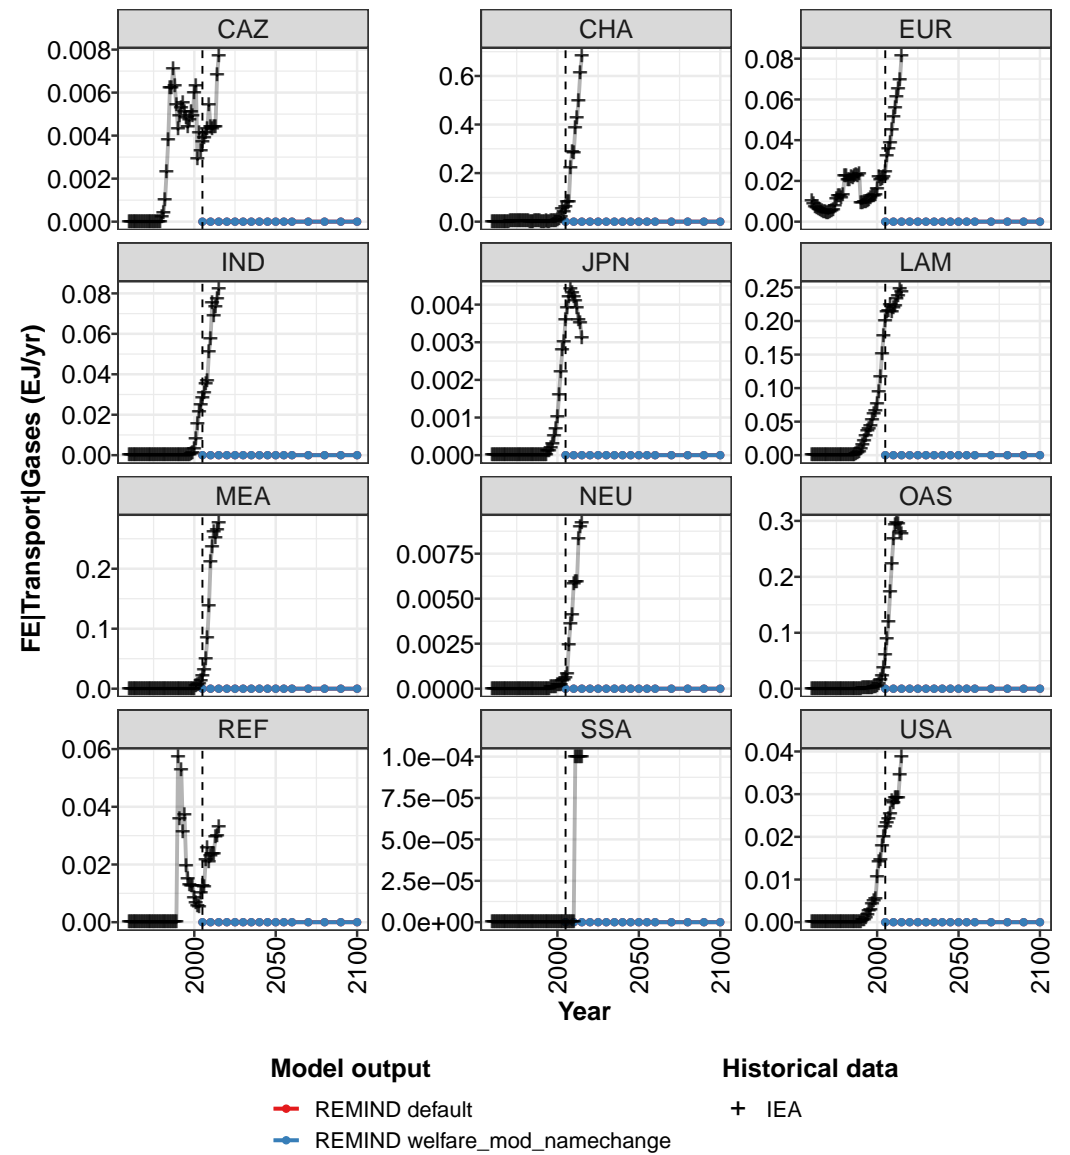 CAZ
CHA
EUR
0.008
0.006
0.004
0.002
0.000
0.6
0.4
0.2
0.0
0.08
0.06
0.04
0.02
0.00
IND
JPN
LAM
0.08
0.06
0.04
0.02
0.00
0.004
0.003
0.002
0.001
0.000
0.25
0.20
0.15
0.10
0.05
0.00
MEA
NEU
OAS
0.2
0.1
0.0
0.0075
0.0050
0.0025
0.0000
0.3
0.2
0.1
0.0
REF
SSA
USA
0.06
0.04
0.02
0.00
1.0e−04
7.5e−05
5.0e−05
2.5e−05
0.0e+00
0.04
0.03
0.02
0.01
0.00
2000
2050
2100
2000
2050
2100
2000
2050
2100
FE|Transport|Gases (EJ/yr)
Year
Model output
REMIND default
REMIND welfare_mod_namechange
Historical data
IEA